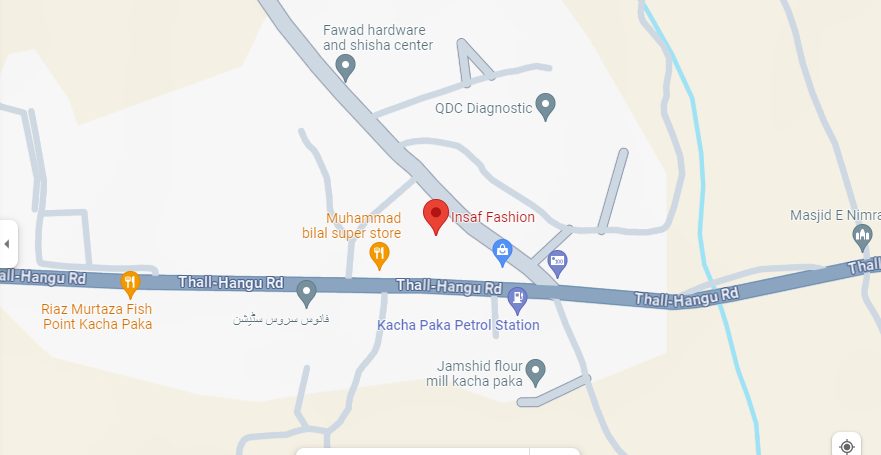 Fawad hardware
and shisha center
QDC Diagnostic
Masjid E Nimra
Insaf Fashion
Muhammad
bilal super store
Thall-Hangu Rd
Thall-Hangu Rd
Thall-Hangu Rd
Thall-Hangu Rd
Thall-
Riaz Murtaza Fish
Point Kacha Paka
فانوس سروس سٹیشن
Kacha Paka Petrol Station
Jamshid flour
mill kacha paka